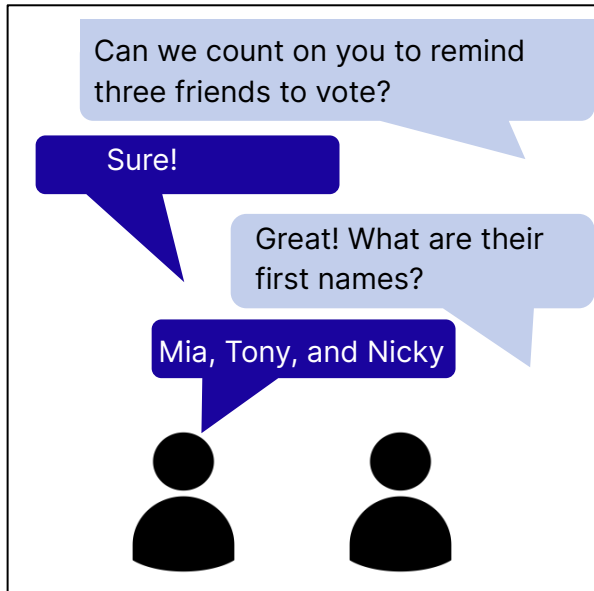 Can we count on you to remind
three friends to vote?
Sure!
Great! What are their
first names?
Mia, Tony, and Nicky